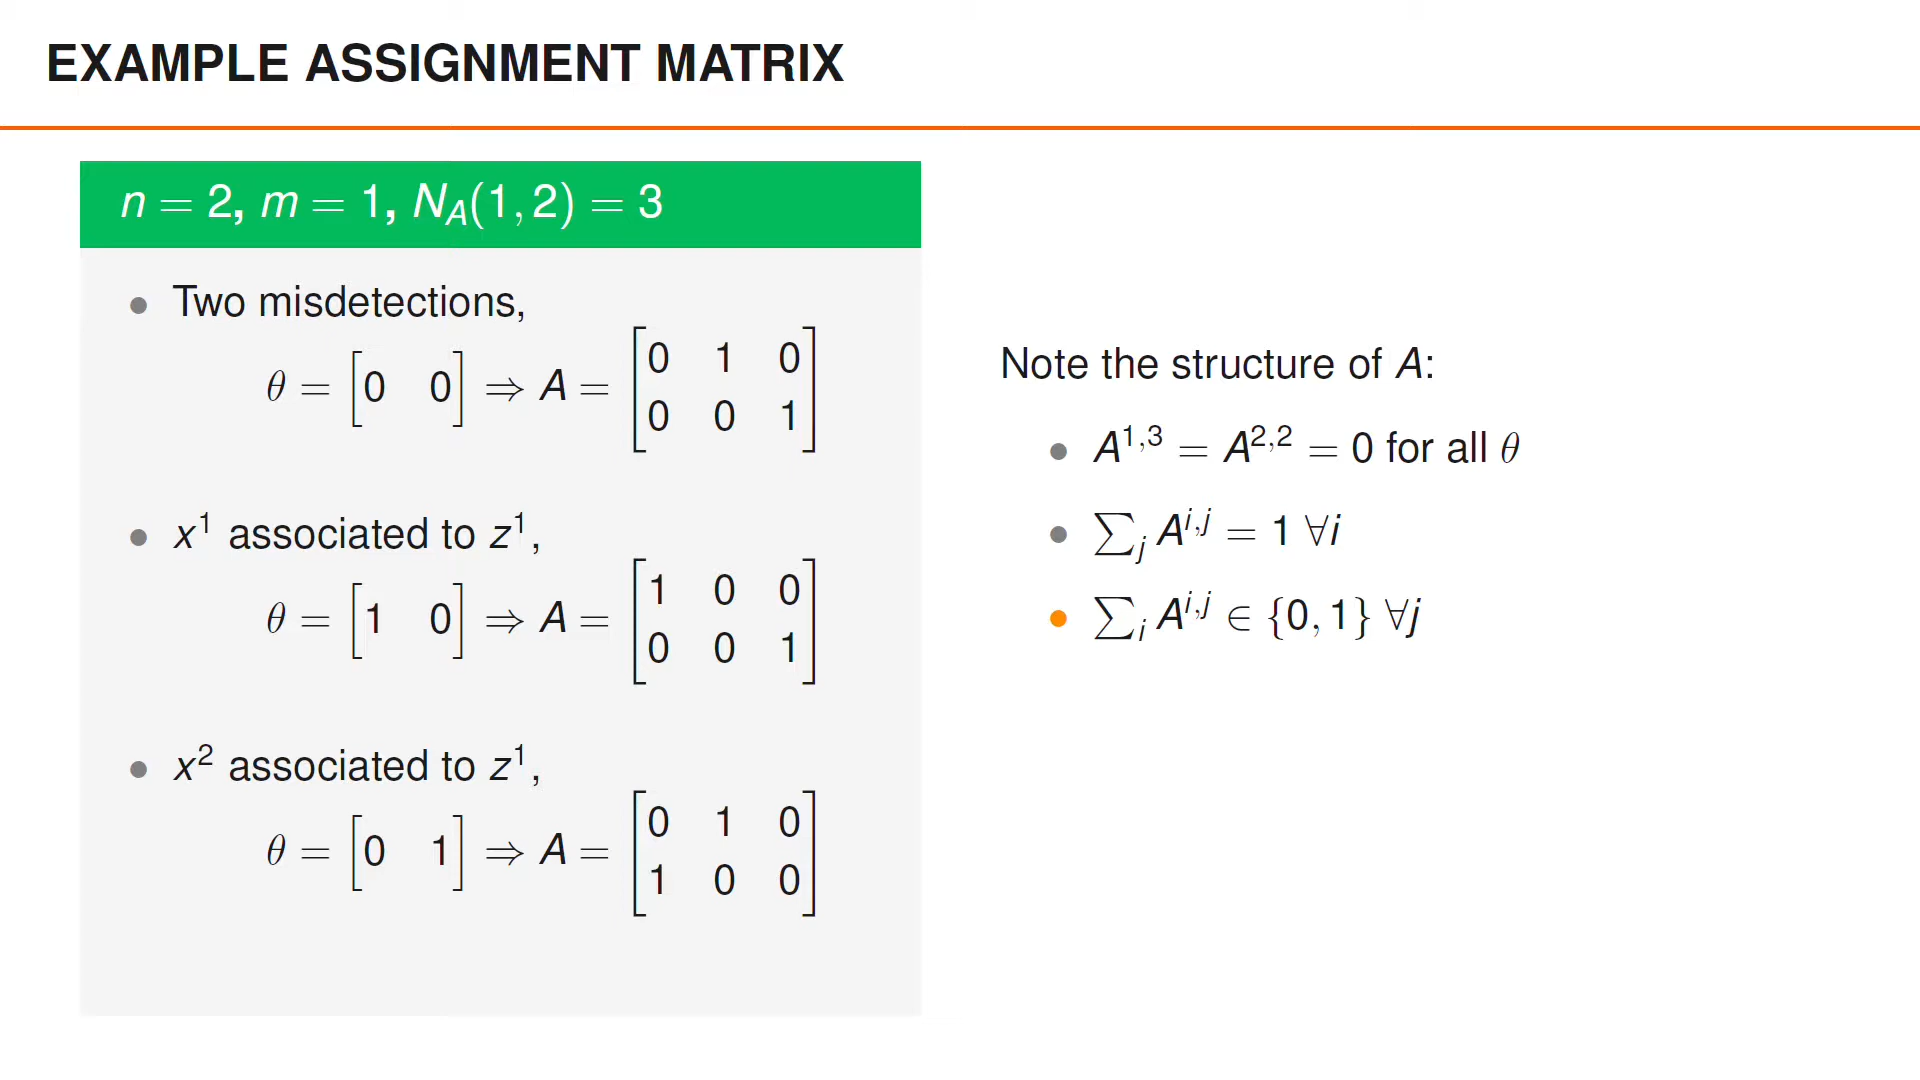 EXAMPLE ASSIGNMENT MATRIX
n = 2, m = 1, N_A(1, 2) = 3
• Two misdetections,
θ = [0 0] ⇒ A = [0 1 0; 0 0 1]
• x^1 associated to z^1,
θ = [1 0] ⇒ A = [1 0 0; 0 0 1]
• x^2 associated to z^1,
θ = [0 1] ⇒ A = [0 1 0; 1 0 0]
Note the structure of A:
• A^{1,3} = A^{2,2} = 0 for all θ
• ∑_j A^{i,j} = 1 ∀i
• ∑_i A^{i,j} ∈ {0, 1} ∀j